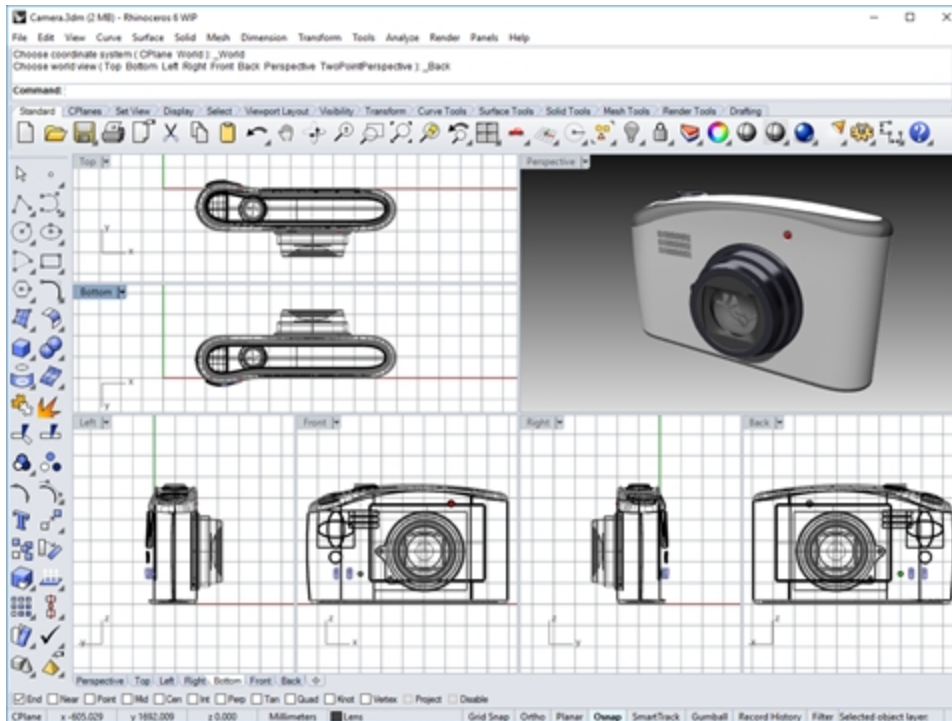 Camera.3dm (2 MB) - Rhinoceros 6 WIP
File Edit View Curve Surface Solid Mesh Dimension Transform Tools Analyze Render Panels Help
Choose coordinate system ( CPlane World ): _World
Choose world view ( Top Bottom Left Right Front Back Perspective TwoPointPerspective ): _Back
Command:
Standard CPlanes Set View Display Select Viewport Layout Visibility Transform Curve Tools Surface Tools Solid Tools Mesh Tools Render Tools Drafting
Top Perspective
y
x
Bottom
x
y
Left Front Right Back
z z z z
y x y x
Perspective Top Left Right Bottom Front Back
End Near Point Mid Cen Int Perp Tan Quad Knot Vertex Project Disable
CPlane x -605.029 y 1692.009 z 0.000 Millimeters Lens Grid Snap Ortho Planar Osnap SmartTrack Gumball Record History Filter Selected object layer: